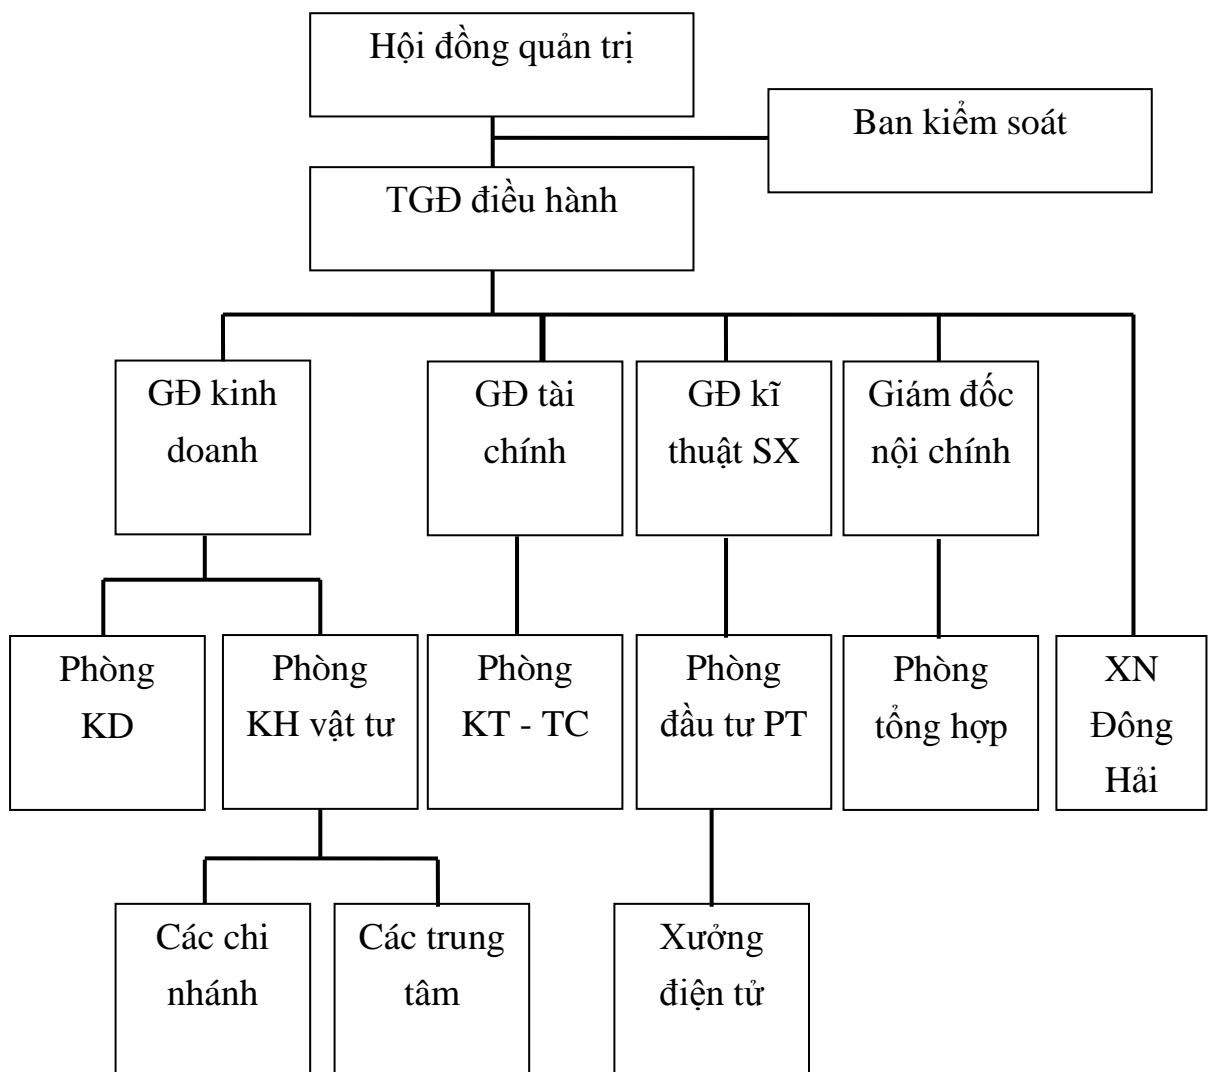 Hội đồng quản trị
Ban kiểm soát
TGĐ điều hành
GĐ kinh
doanh
GĐ tài
chính
GĐ kĩ
thuật SX
Giám đốc
nội chính
Phòng
KD
Phòng
KH vật tư
Phòng
KT - TC
Phòng
đầu tư PT
Phòng
tổng hợp
XN
Đông
Hải
Các chi
nhánh
Các trung
tâm
Xưởng
điện tử